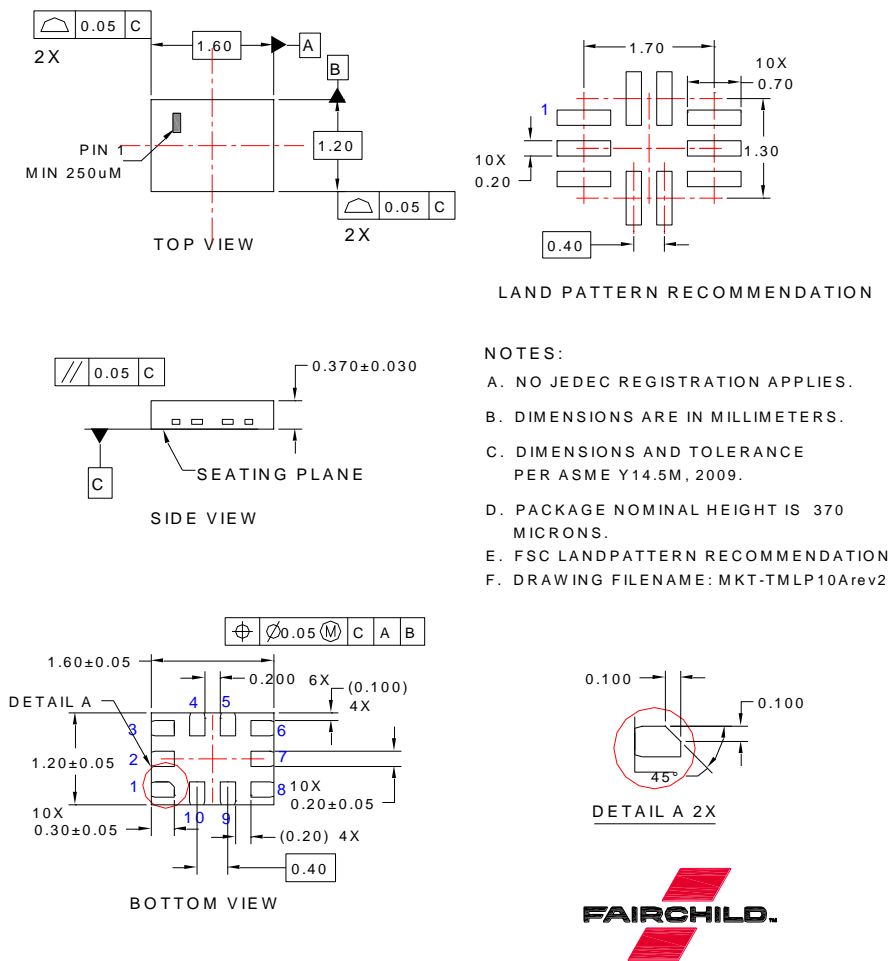 0.05 C
2X
1.60
A
B
PIN 1
MIN 250uM
1.20
0.05 C
2X
TOP VIEW
1.70
10X
0.70
1
10X
0.20
1.30
0.40
LAND PATTERN RECOMMENDATION
// 0.05 C
0.370±0.030
C
SEATING PLANE
SIDE VIEW
NOTES:
A. NO JEDEC REGISTRATION APPLIES.
B. DIMENSIONS ARE IN MILLIMETERS.
C. DIMENSIONS AND TOLERANCE
PER ASME Y14.5M, 2009.
D. PACKAGE NOMINAL HEIGHT IS 370
MICRONS.
E. FSC LANDPATTERN RECOMMENDATION
F. DRAWING FILENAME: MKT-TMLP10Arev2
⌀0.05 Ⓜ C A B
1.60±0.05
0.200 6X
(0.100)
4X
DETAIL A
4 5
3 6
2 7
1 8
10 9
1.20±0.05
10X
0.30±0.05
10X
0.20±0.05
(0.20) 4X
0.40
BOTTOM VIEW
0.100
0.100
45°
DETAIL A 2X
FAIRCHILD™